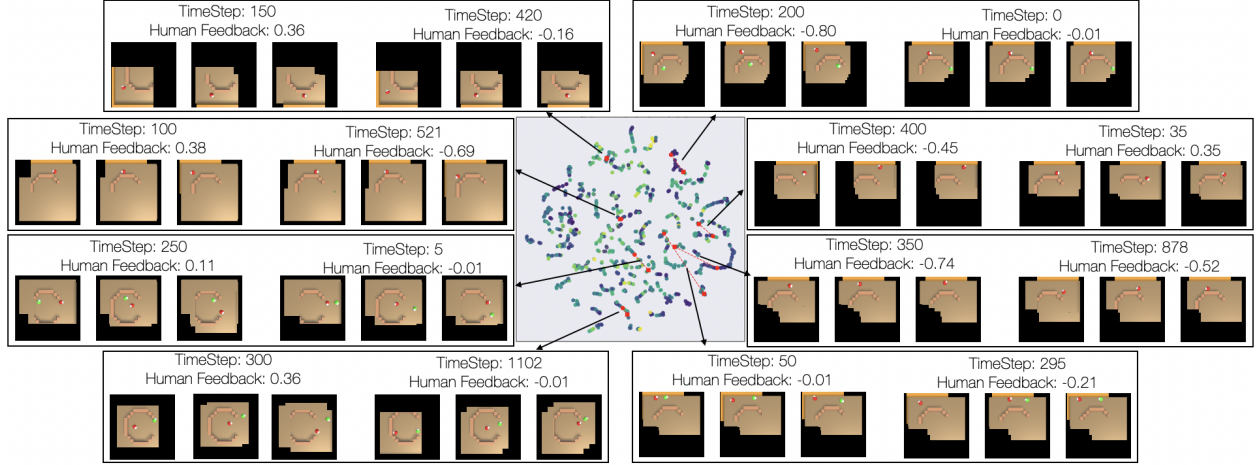 TimeStep: 150
Human Feedback: 0.36
TimeStep: 420
Human Feedback: -0.16
TimeStep: 200
Human Feedback: -0.80
TimeStep: 0
Human Feedback: -0.01
TimeStep: 100
Human Feedback: 0.38
TimeStep: 521
Human Feedback: -0.69
TimeStep: 400
Human Feedback: -0.45
TimeStep: 35
Human Feedback: 0.35
TimeStep: 250
Human Feedback: 0.11
TimeStep: 5
Human Feedback: -0.01
TimeStep: 350
Human Feedback: -0.74
TimeStep: 878
Human Feedback: -0.52
TimeStep: 300
Human Feedback: 0.36
TimeStep: 1102
Human Feedback: -0.01
TimeStep: 50
Human Feedback: -0.01
TimeStep: 295
Human Feedback: -0.21